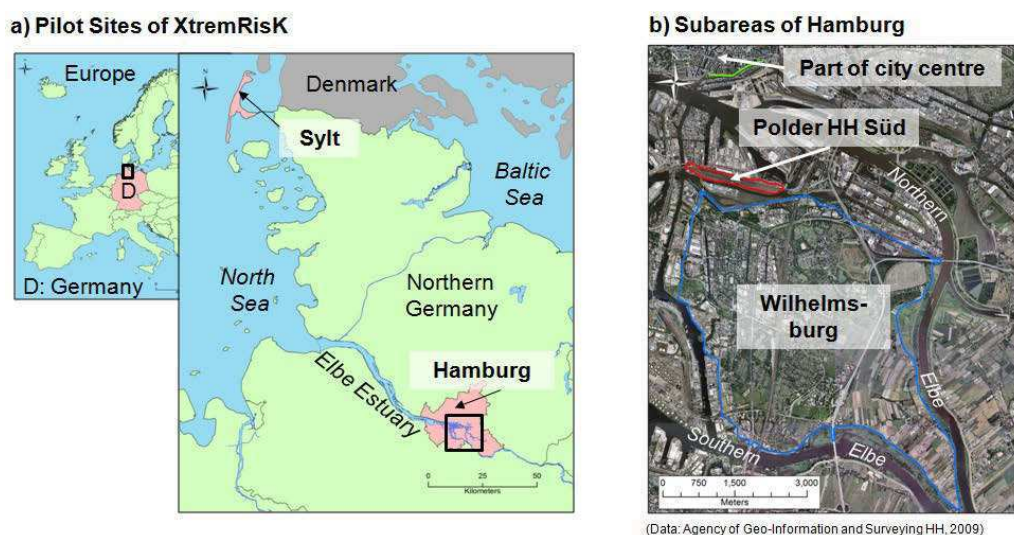 a) Pilot Sites of XtremRisK
Europe
D
D: Germany
N
Denmark
Sylt
Baltic
Sea
North
Sea
Northern
Germany
Elbe Estuary
Hamburg
0 25 50
Kilometers
b) Subareas of Hamburg
Part of city centre
Polder HH Süd
Northern
Wilhelms-
burg
Elbe
Southern
Elbe
0 750 1,500 3,000
Meters
(Data: Agency of Geo-Information and Surveying HH, 2009)